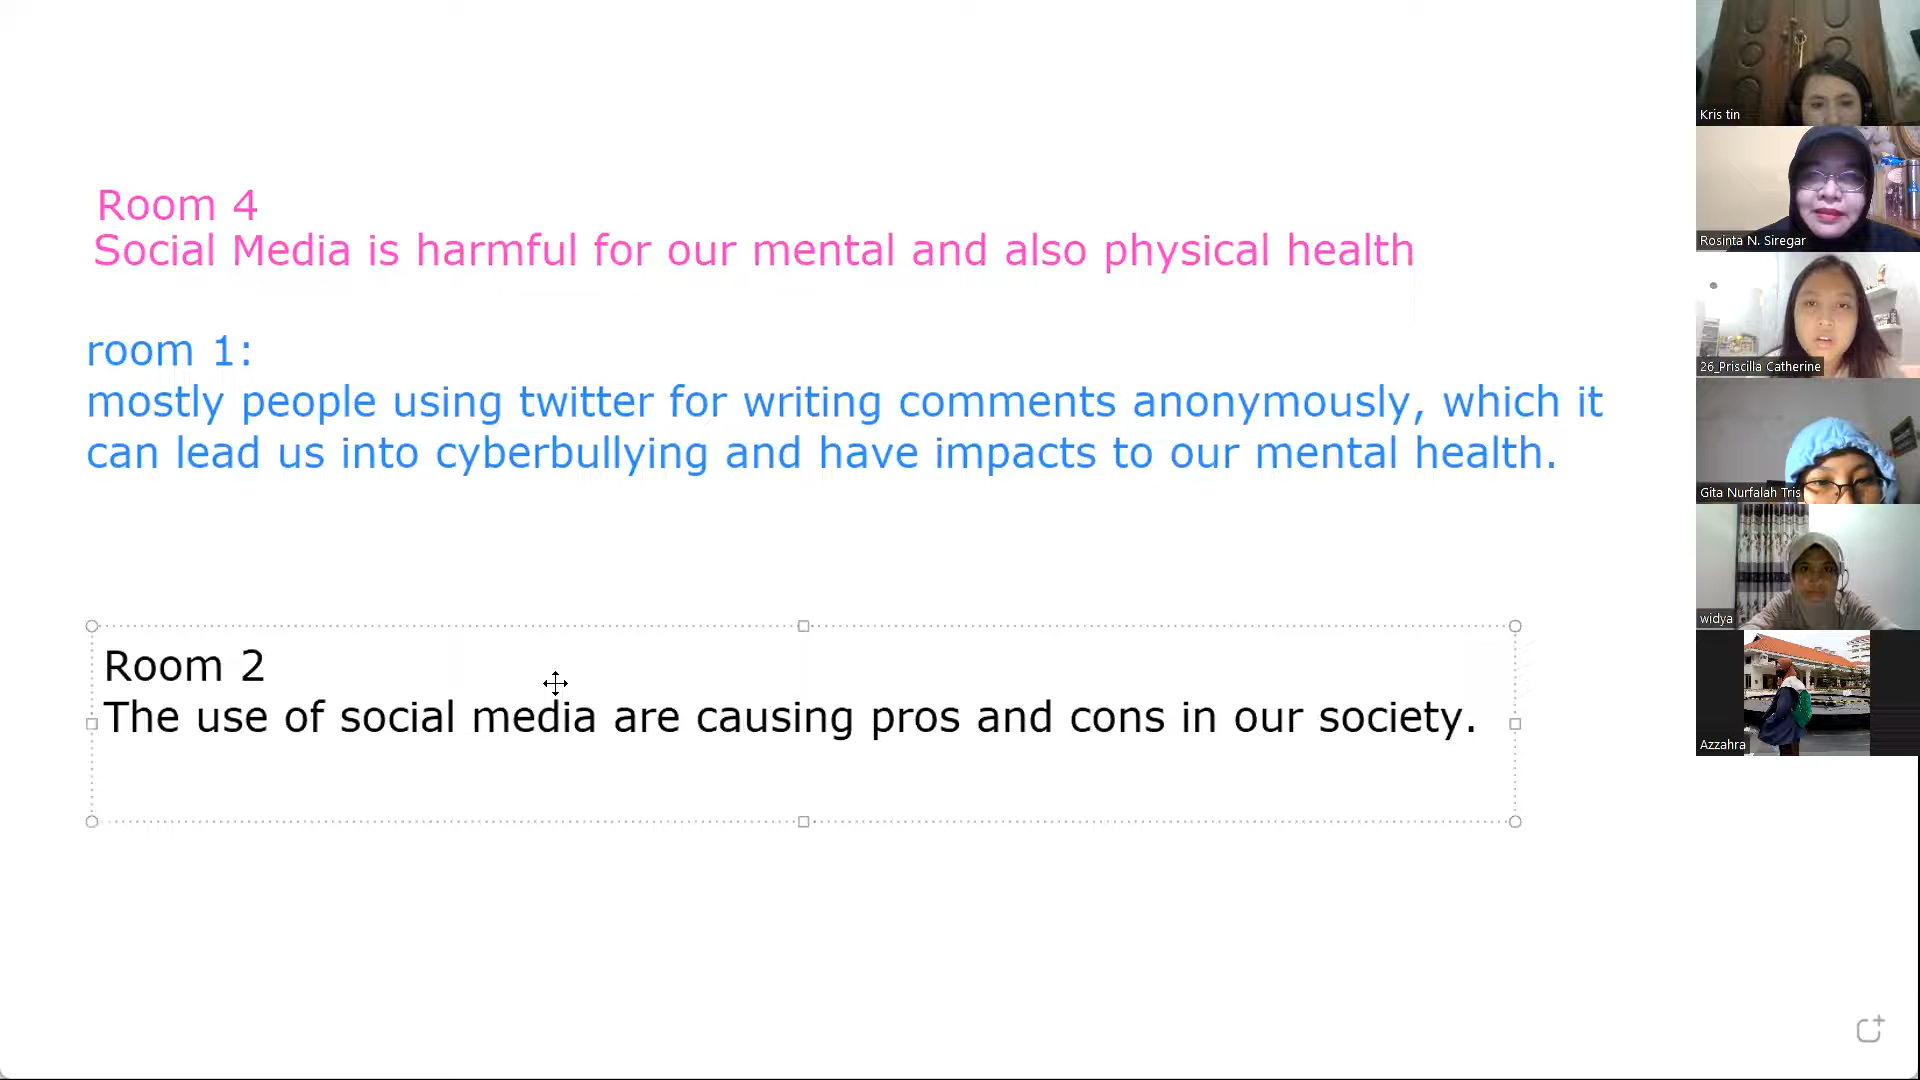 Room 4
Social Media is harmful for our mental and also physical health
room 1:
mostly people using twitter for writing comments anonymously, which it
can lead us into cyberbullying and have impacts to our mental health.
Room 2
The use of social media are causing pros and cons in our society.
Kris tin
Rosinta N. Siregar
26_Priscilla Catherine
Gita Nurfalah Tris
widya
Azzahra